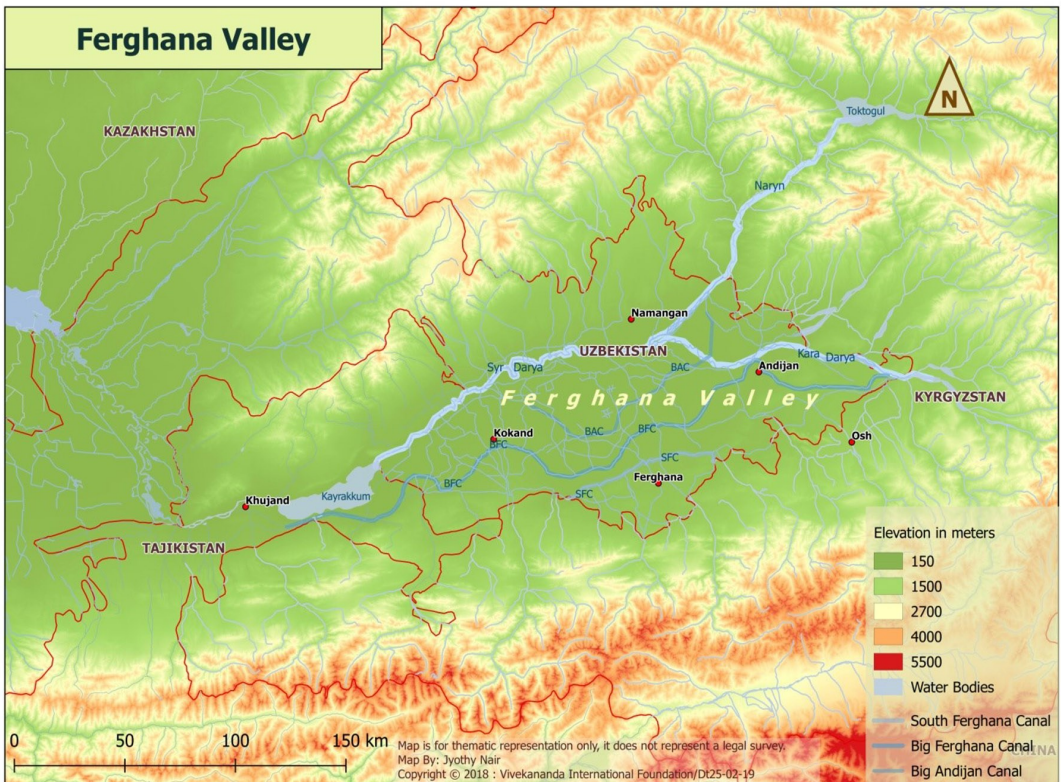 Ferghana Valley
N
KAZAKHSTAN
Toktogul
Naryn
Namangan
UZBEKISTAN
Syr Darya
BAC
Kara Darya
Andijan
KYRGYZSTAN
Ferghana Valley
Kokand
BFC
BAC
BFC
Osh
SFC
BFC
Ferghana
SFC
Kayrakkum
Khujand
TAJIKISTAN
Elevation in meters
150
1500
2700
4000
5500
Water Bodies
South Ferghana Canal
Big Ferghana Canal
Big Andijan Canal
CHINA
0 50 100 150 km
Map is for thematic representation only, it does not represent a legal survey.
Map By: Jyothy Nair
Copyright © 2018 : Vivekananda International Foundation/Dt25-02-19